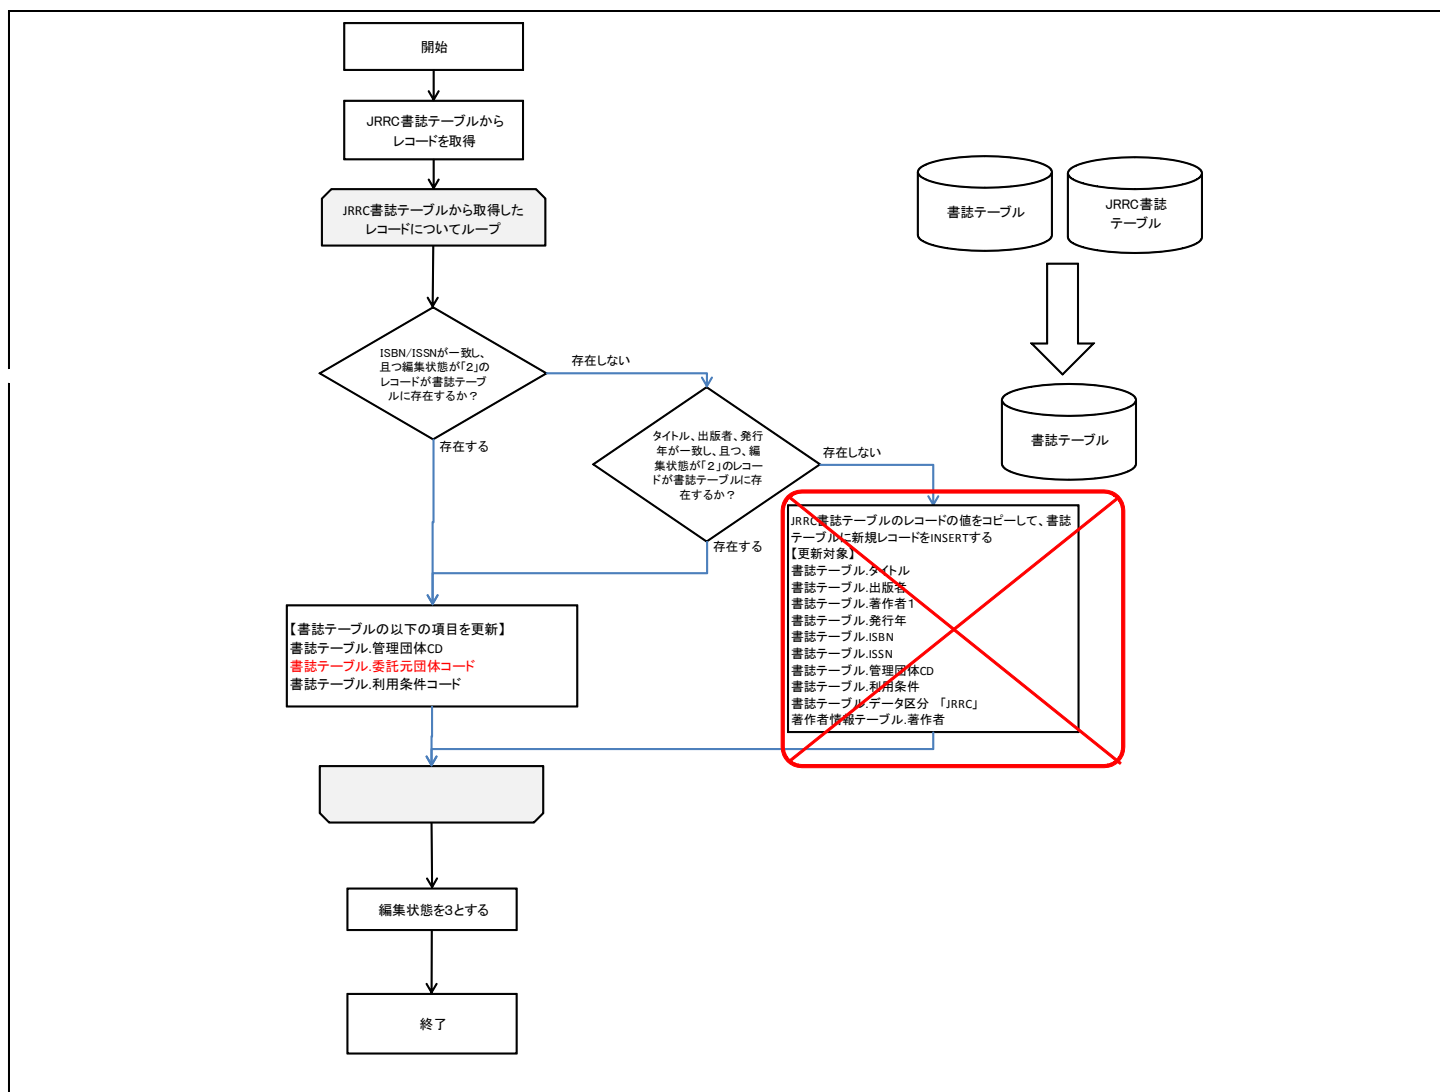 開始
JRRC書誌テーブルから
レコードを取得
JRRC書誌テーブルから取得した
レコードについてループ
書誌テーブル
JRRC書誌
テーブル
書誌テーブル
ISBN/ISSNが一致し、
且つ編集状態が「２」の
レコードが書誌テーブ
ルに存在するか？
存在しない
存在する
タイトル、出版者、発行
年が一致し、且つ、編
集状態が「２」のレコー
ドが書誌テーブルに存
在するか？
存在しない
存在する
JRRC書誌テーブルのレコードの値をコピーして、書誌
テーブルに新規レコードをINSERTする
【更新対象】
書誌テーブル.タイトル
書誌テーブル.出版者
書誌テーブル.著作者１
書誌テーブル.発行年
書誌テーブル.ISBN
書誌テーブル.ISSN
書誌テーブル.管理団体CD
書誌テーブル.利用条件
書誌テーブル.データ区分　「JRRC」
著作者情報テーブル.著作者
【書誌テーブルの以下の項目を更新】
書誌テーブル.管理団体CD
書誌テーブル.委託元団体コード
書誌テーブル.利用条件コード
編集状態を3とする
終了